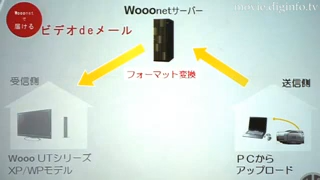 movie.diginfo.tv
Wooonet
で
届ける
ビデオdeメール
Wooonetサーバー
フォーマット変換
受信側
送信側
Wooo UTシリーズ
XP/WPモデル
PCから
アップロード